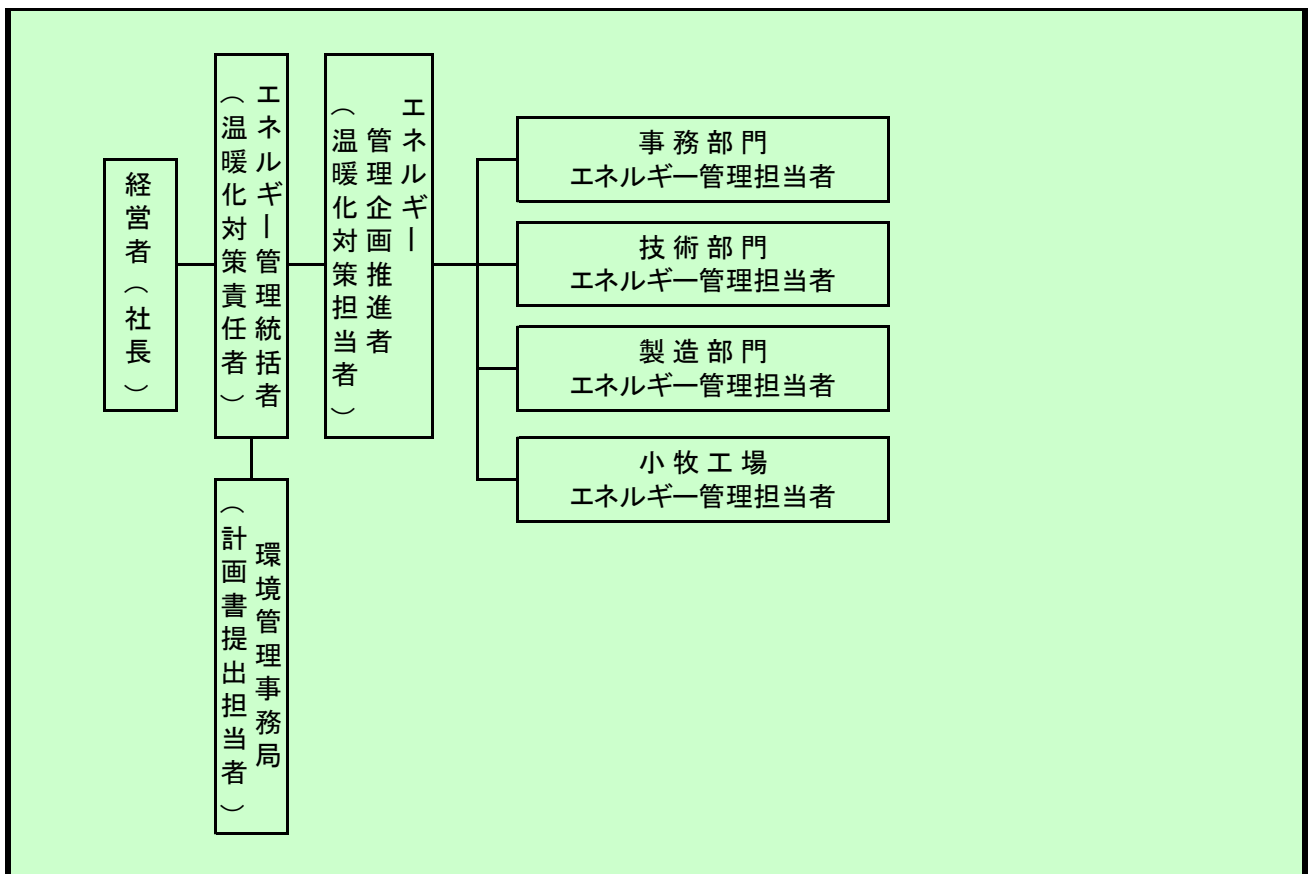 経営者（社長）
エネルギー管理統括者
（温暖化対策責任者）
エネルギー
管理企画推進者
（温暖化対策担当者）
事務部門
エネルギー管理担当者
技術部門
エネルギー管理担当者
製造部門
エネルギー管理担当者
小牧工場
エネルギー管理担当者
環境管理事務局
（計画書提出担当者）